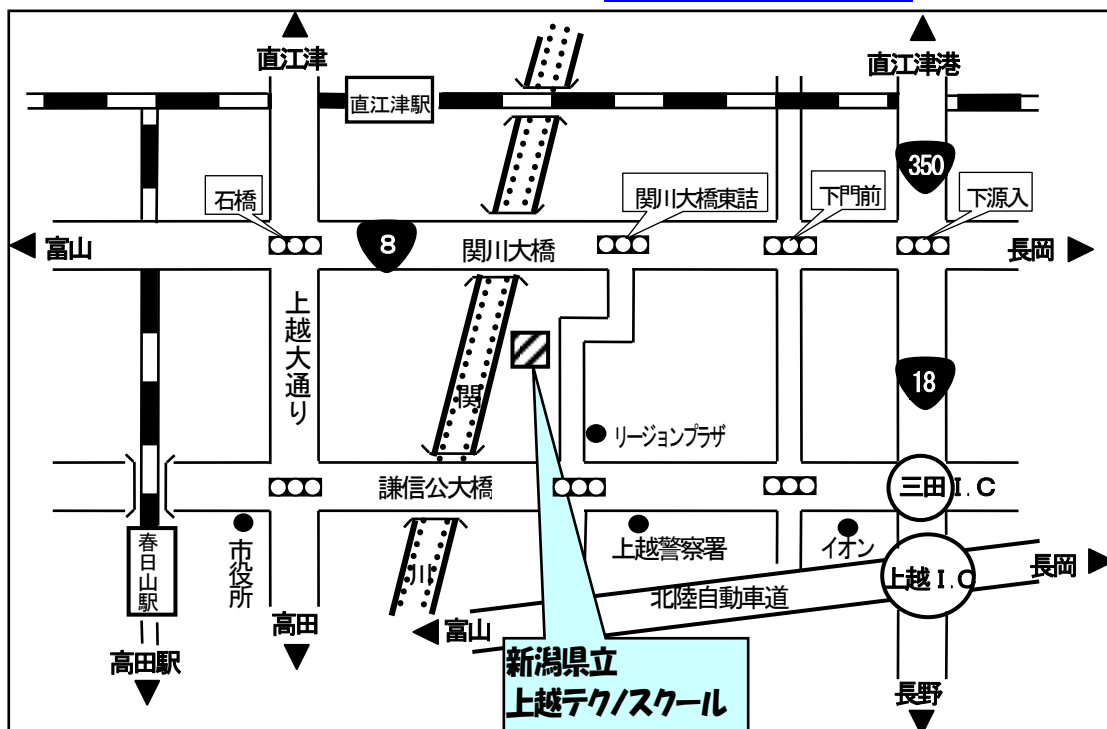 直江津
直江津港
直江津駅
350
石橋
関川大橋東詰
下門前
下源入
富山
8
関川大橋
長岡
上越大通り
18
関
リージョンプラザ
謙信公大橋
三田I.C
春日山駅
市役所
上越警察署
イオン
川
上越I.C
長岡
北陸自動車道
高田
富山
高田駅
新潟県立
上越テクノスクール
長野